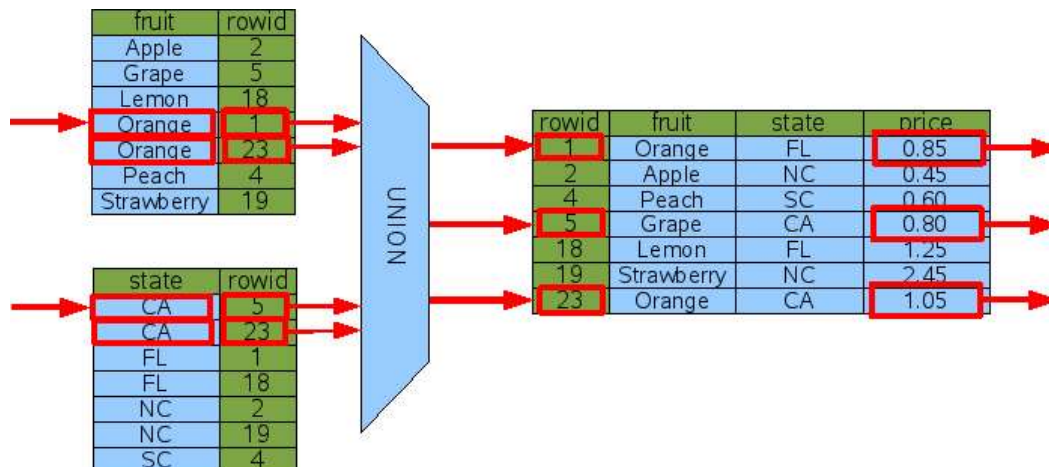 fruit rowid
Apple 2
Grape 5
Lemon 18
Orange 1
Orange 23
Peach 4
Strawberry 19
state rowid
CA 5
CA 23
FL 1
FL 18
NC 2
NC 19
SC 4
UNION
rowid fruit state price
1 Orange FL 0.85
2 Apple NC 0.45
4 Peach SC 0.60
5 Grape CA 0.80
18 Lemon FL 1.25
19 Strawberry NC 2.45
23 Orange CA 1.05